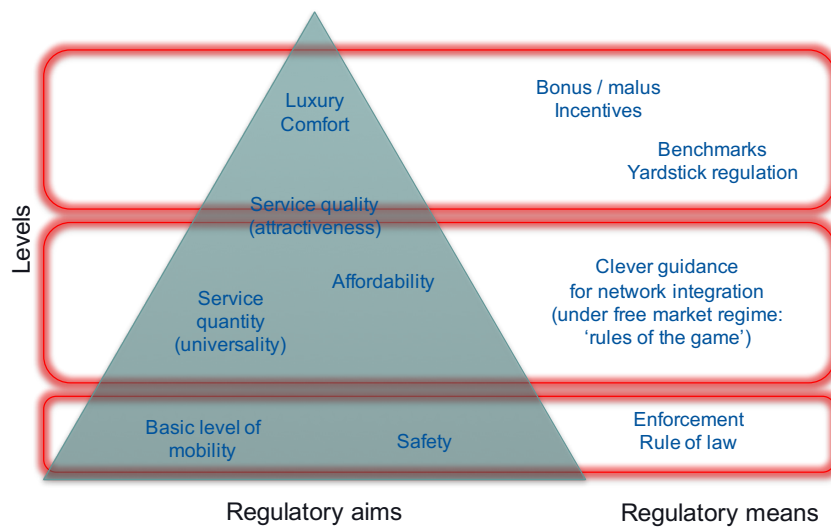 Luxury
Comfort
Bonus / malus
Incentives
Benchmarks
Yardstick regulation
Service quality
(attractiveness)
Levels
Affordability
Service
quantity
(universality)
Clever guidance
for network integration
(under free market regime:
‘rules of the game’)
Basic level of
mobility
Safety
Enforcement
Rule of law
Regulatory aims
Regulatory means